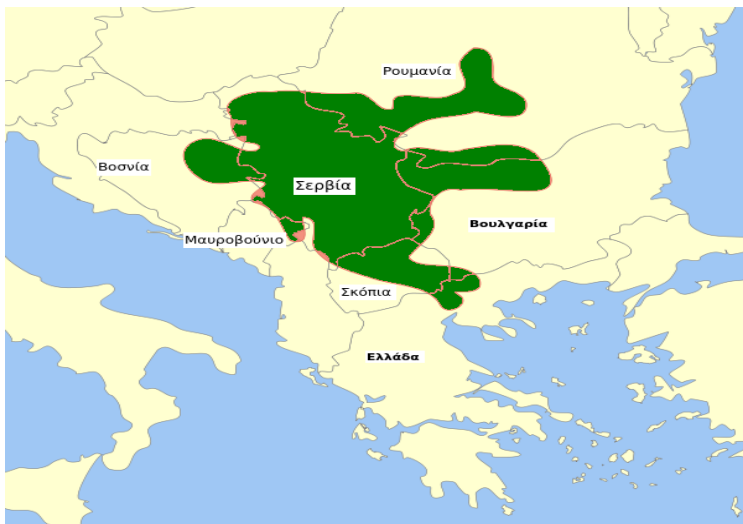 Ρουμανία
Βοσνία
Σερβία
Βουλγαρία
Μαυροβούνιο
Σκόπια
Ελλάδα